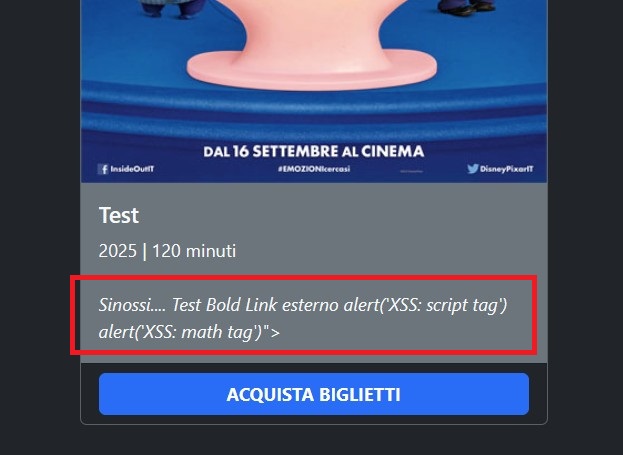 DAL 16 SETTEMBRE AL CINEMA
InsideOutIT
#EMOZIONIcercasi
DisneyPixarIT
Test
2025 | 120 minuti
Sinossi.... Test Bold Link esterno alert('XSS: script tag')
alert('XSS: math tag')">
ACQUISTA BIGLIETTI